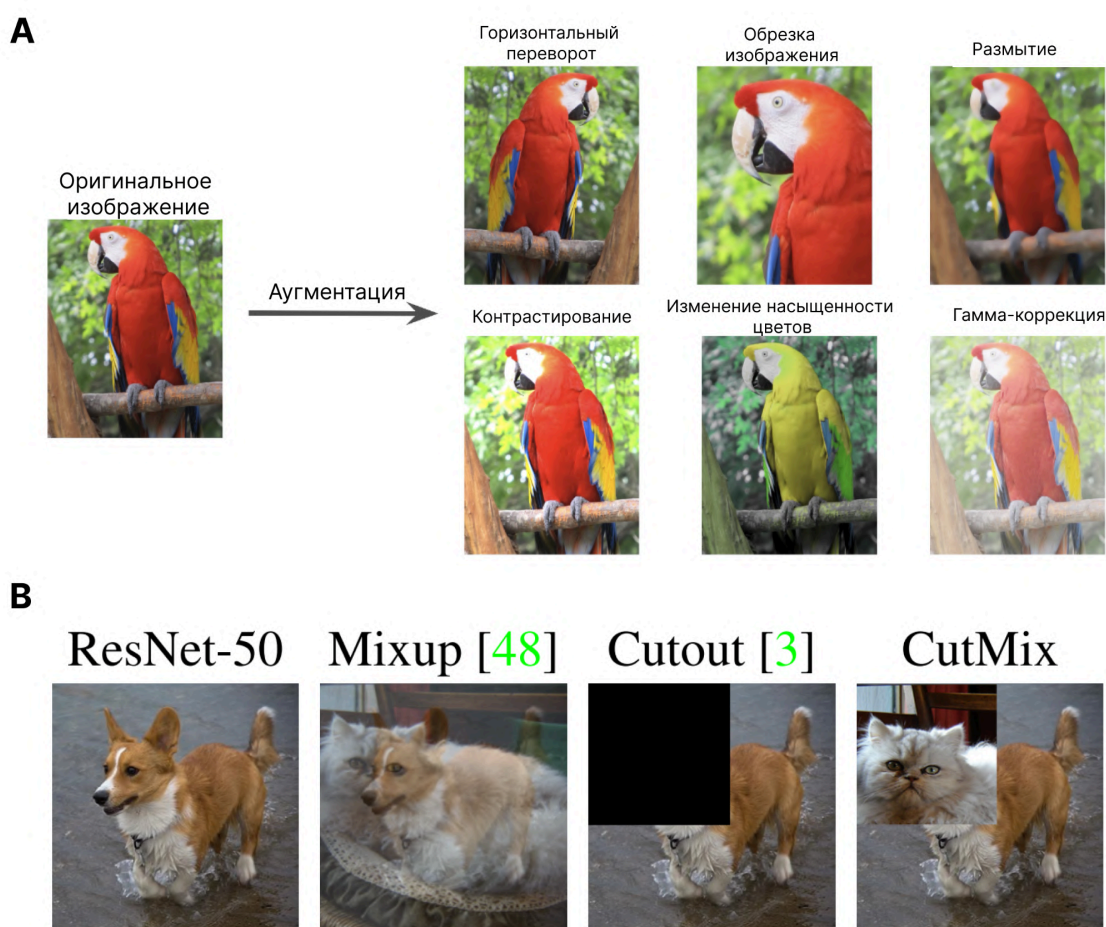 A
Оригинальное
изображение
Аугментация
Горизонтальный
переворот
Обрезка
изображения
Размытие
Контрастирование
Изменение насыщенности
цветов
Гамма-коррекция
B
ResNet-50
Mixup [48]
Cutout [3]
CutMix